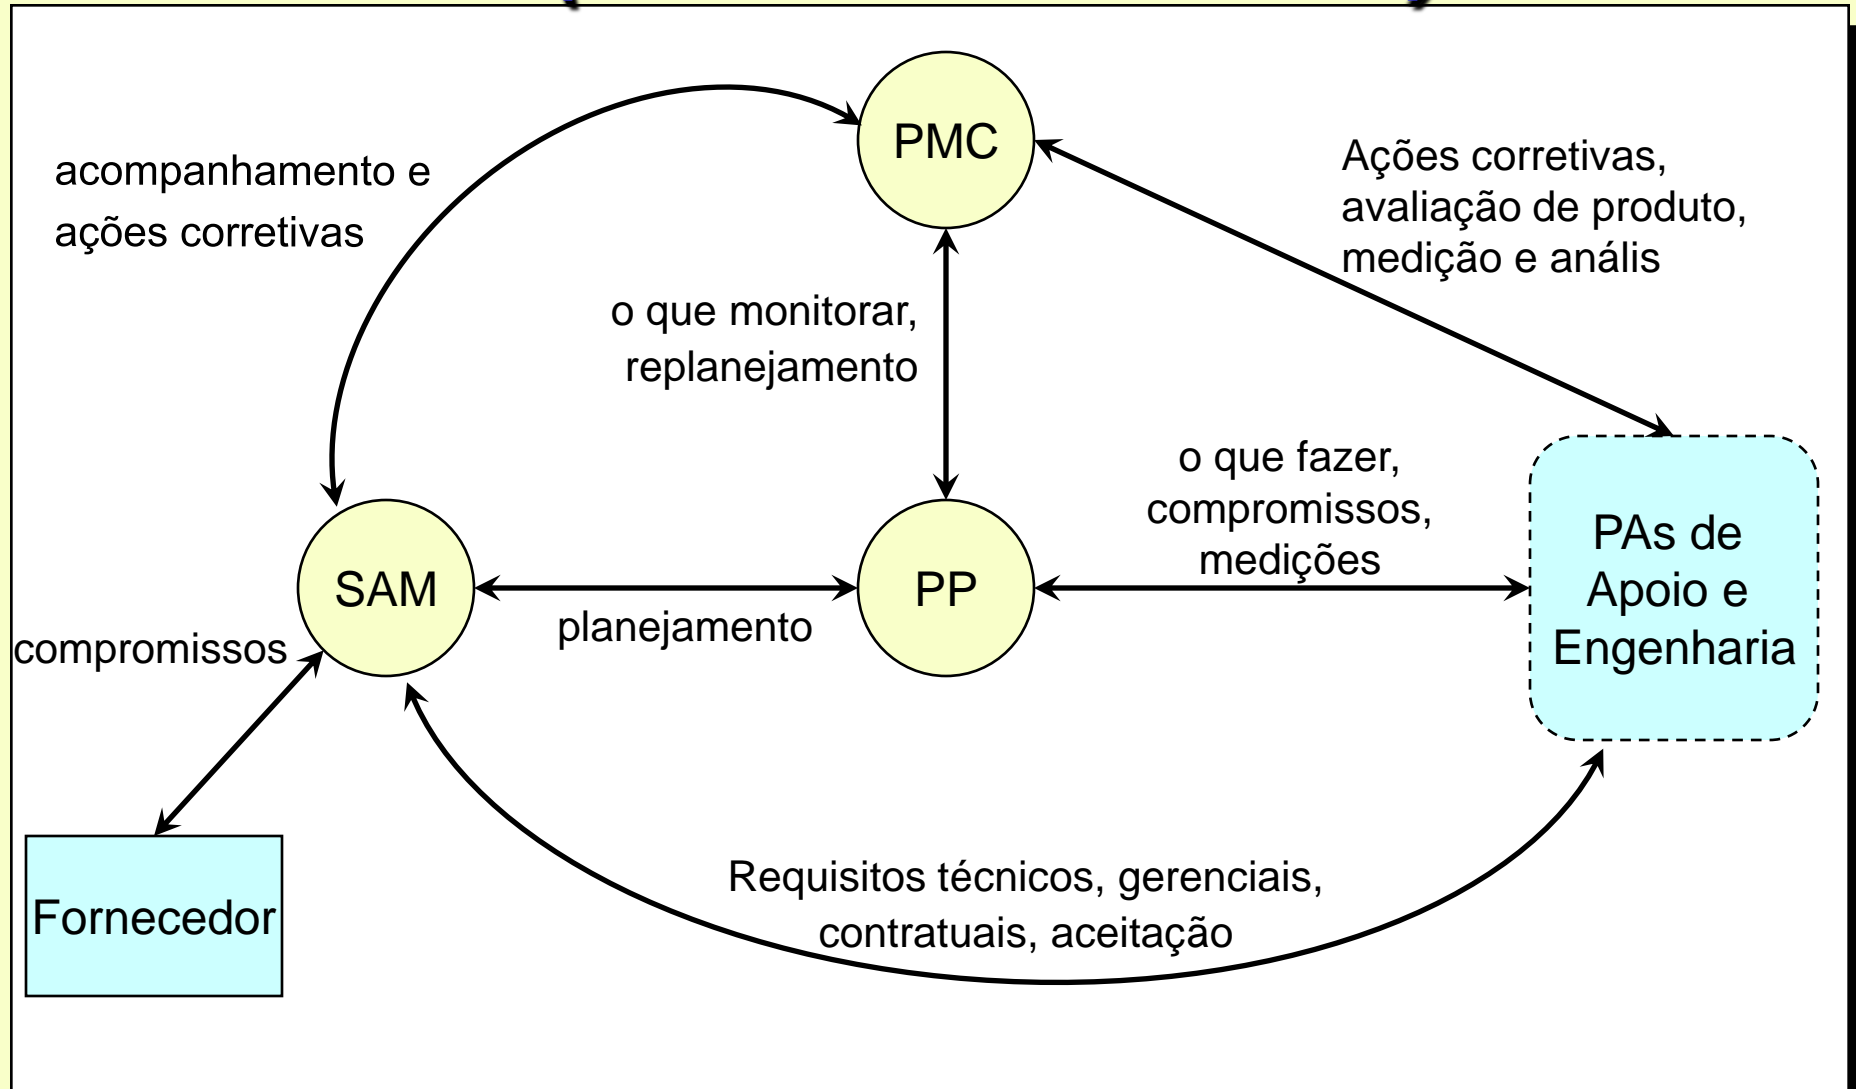 PMC
acompanhamento e
ações corretivas
Ações corretivas,
avaliação de produto,
medição e anális
o que monitorar,
replanejamento
o que fazer,
compromissos,
medições
SAM
planejamento
PP
PAs de
Apoio e
Engenharia
compromissos
Fornecedor
Requisitos técnicos, gerenciais,
contratuais, aceitação